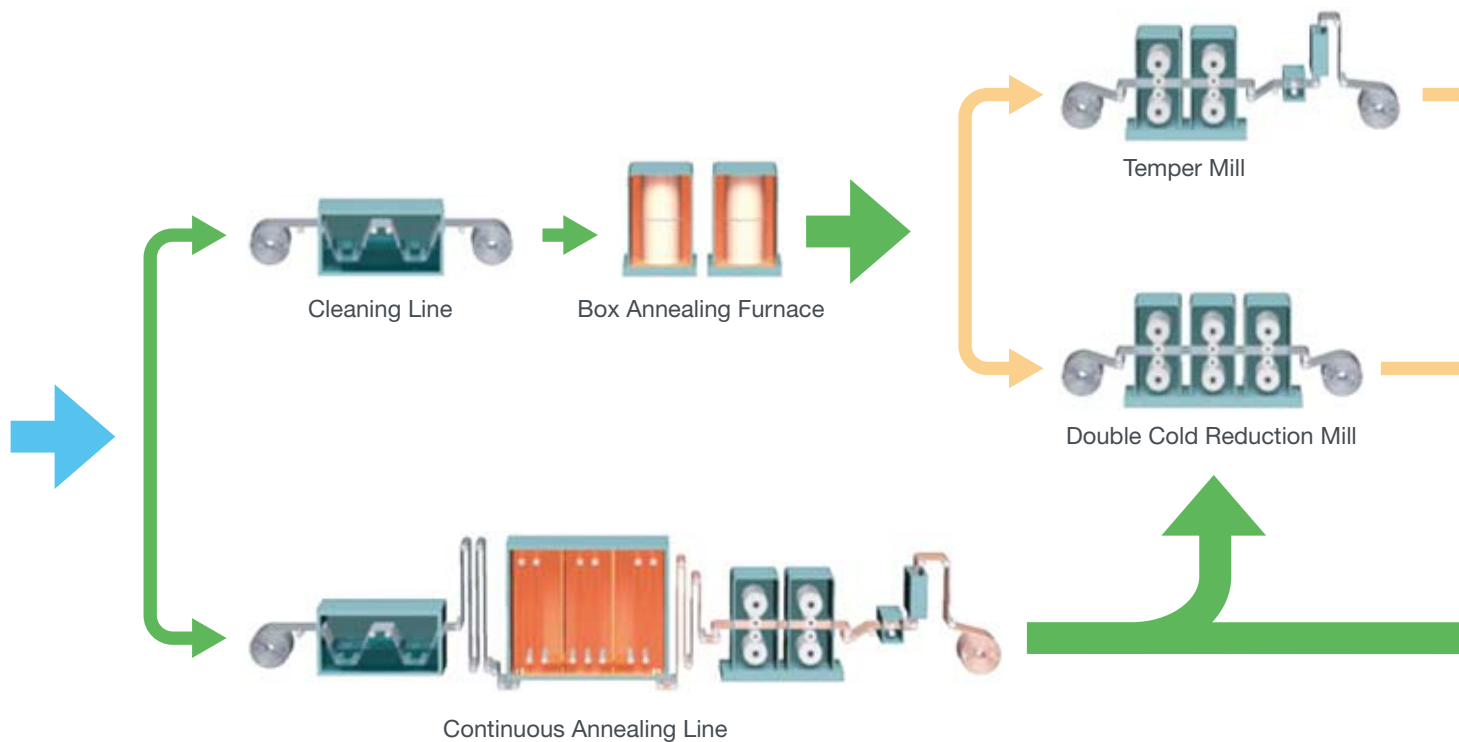 Temper Mill
Cleaning Line
Box Annealing Furnace
Double Cold Reduction Mill
Continuous Annealing Line